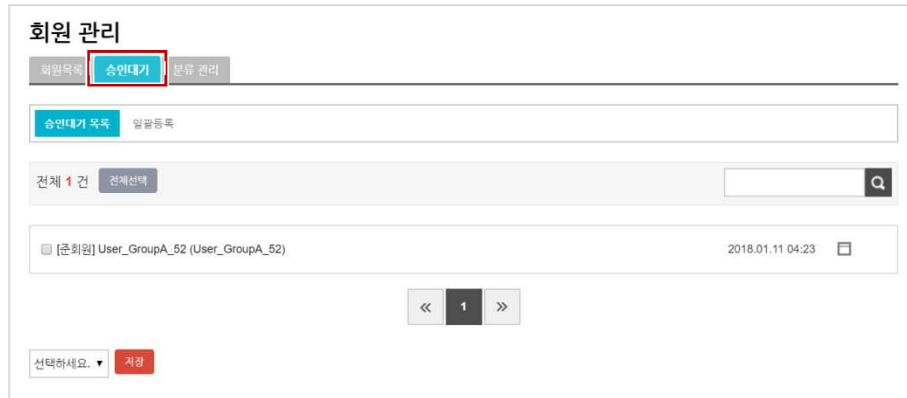 회원 관리
회원목록 승인대기 분류 관리
승인대기 목록 일괄등록
전체 1 건 전체선택
[준회원] User_GroupA_52 (User_GroupA_52) 2018.01.11 04:23
« 1 »
선택하세요. ▼ 저장